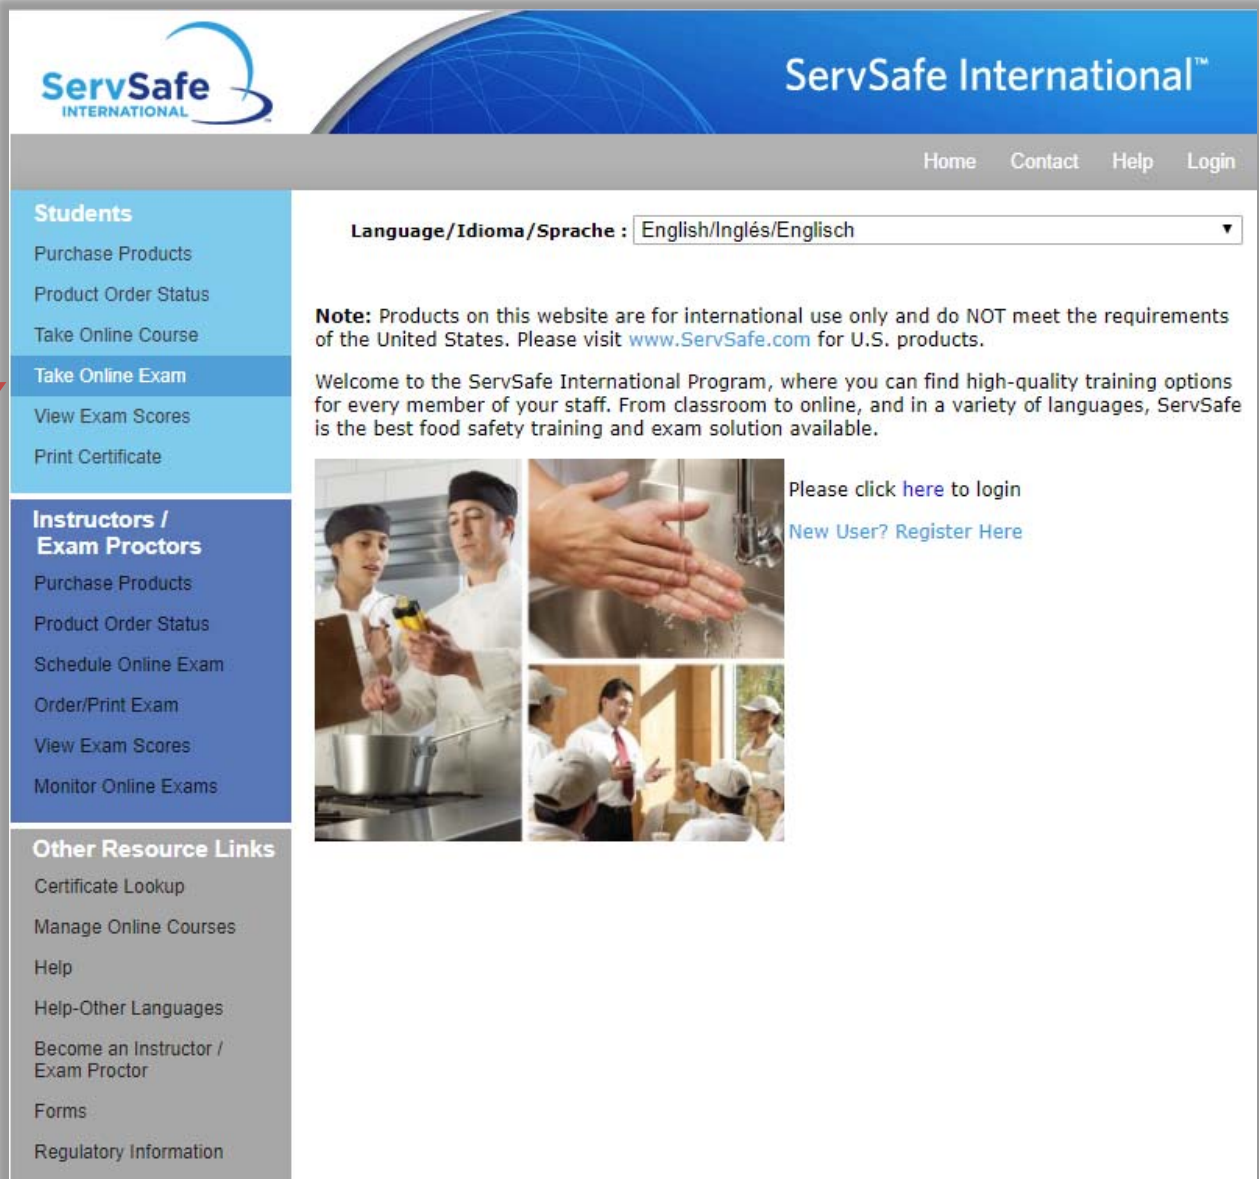 ServSafe
INTERNATIONAL
ServSafe International™
Home Contact Help Login
Students
Purchase Products
Product Order Status
Take Online Course
Take Online Exam
View Exam Scores
Print Certificate
Instructors /
Exam Proctors
Purchase Products
Product Order Status
Schedule Online Exam
Order/Print Exam
View Exam Scores
Monitor Online Exams
Other Resource Links
Certificate Lookup
Manage Online Courses
Help
Help-Other Languages
Become an Instructor /
Exam Proctor
Forms
Regulatory Information
Language/Idioma/Sprache : English/Inglés/Englisch
Note: Products on this website are for international use only and do NOT meet the requirements
of the United States. Please visit www.ServSafe.com for U.S. products.
Welcome to the ServSafe International Program, where you can find high-quality training options
for every member of your staff. From classroom to online, and in a variety of languages, ServSafe
is the best food safety training and exam solution available.
Please click here to login
New User? Register Here